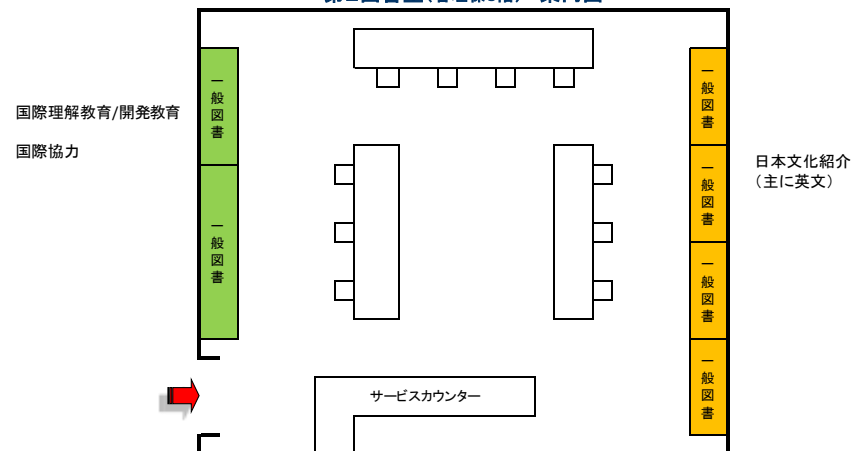 一般図書
一般図書
国際理解教育/開発教育
国際協力
一般図書
一般図書
一般図書
一般図書
日本文化紹介
（主に英文）
サービスカウンター